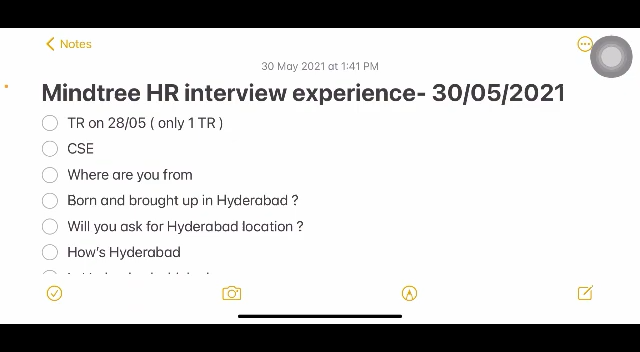 Notes
30 May 2021 at 1:41 PM
Mindtree HR interview experience- 30/05/2021
TR on 28/05 ( only 1 TR )
CSE
Where are you from
Born and brought up in Hyderabad ?
Will you ask for Hyderabad location ?
How's Hyderabad